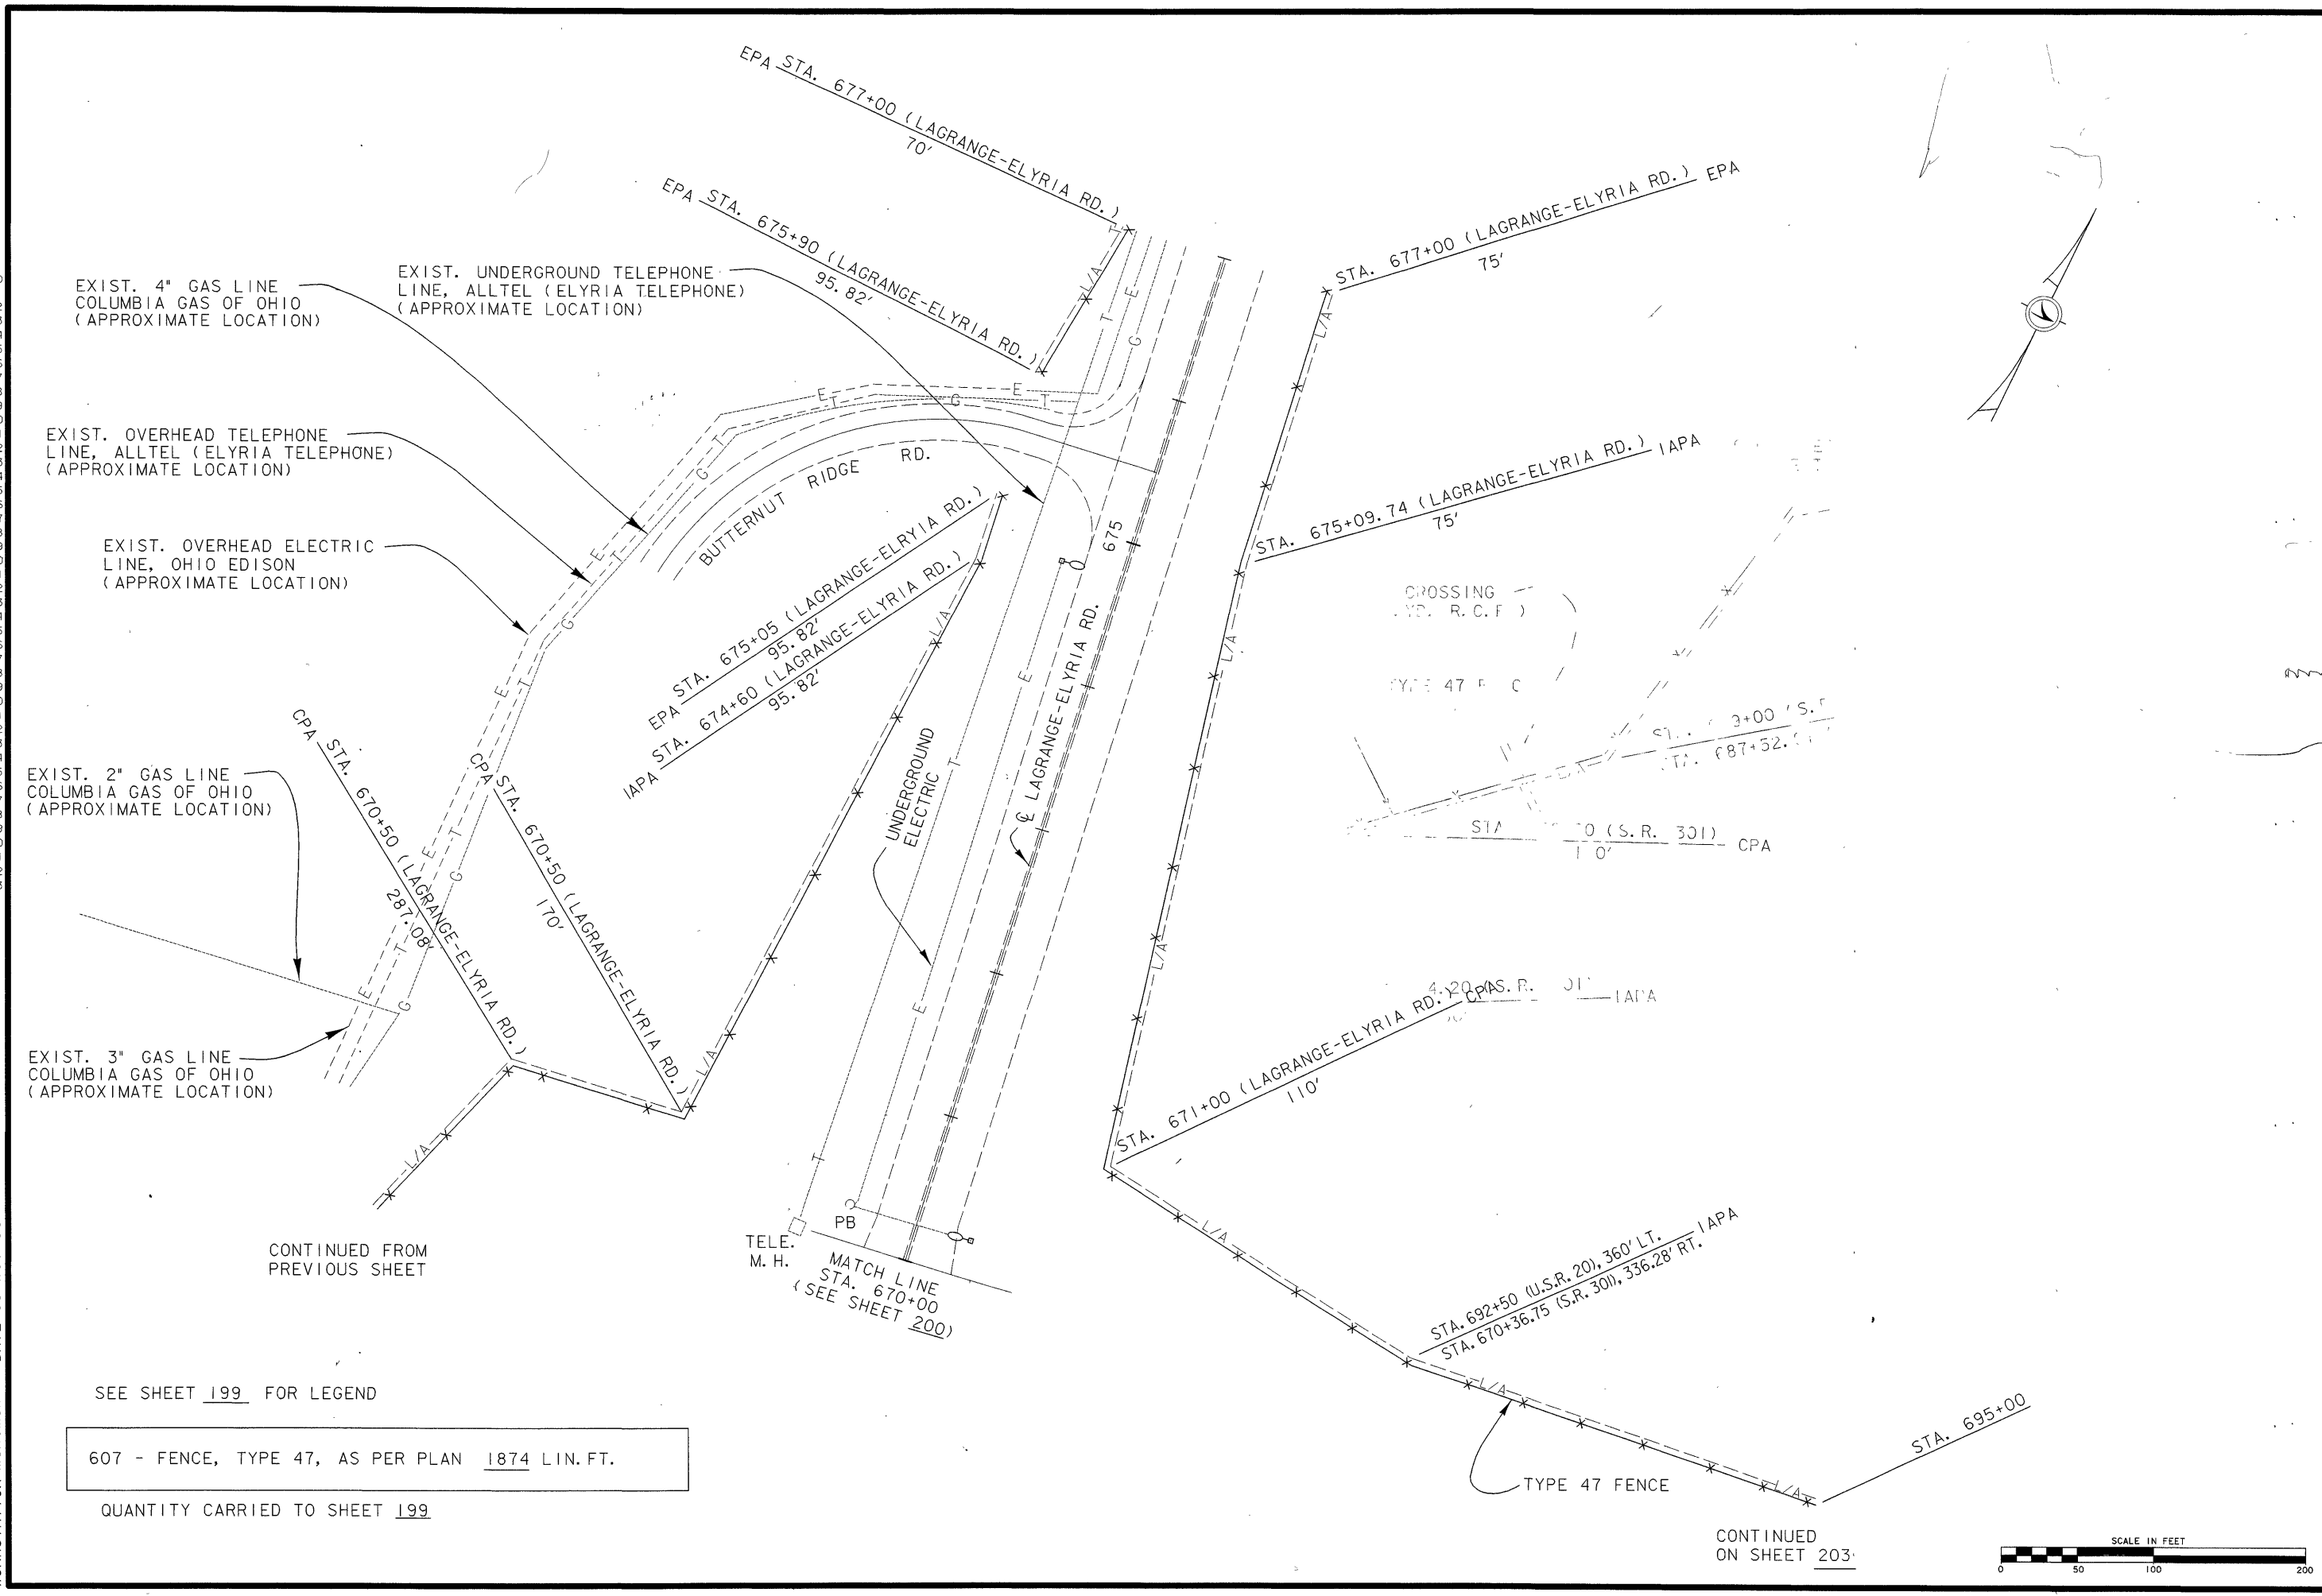 EPA STA. 677+00 (LAGRANGE-ELYRIA RD.)
70'
EPA STA. 675+90 (LAGRANGE-ELYRIA RD.)
95.82'
STA. 677+00 (LAGRANGE-ELYRIA RD.) EPA
75'
EXIST. 4" GAS LINE
COLUMBIA GAS OF OHIO
(APPROXIMATE LOCATION)
EXIST. UNDERGROUND TELEPHONE
LINE, ALLTEL (ELYRIA TELEPHONE)
(APPROXIMATE LOCATION)
EXIST. OVERHEAD TELEPHONE
LINE, ALLTEL (ELYRIA TELEPHONE)
(APPROXIMATE LOCATION)
EXIST. OVERHEAD ELECTRIC
LINE, OHIO EDISON
(APPROXIMATE LOCATION)
BUTTERNUT RIDGE RD.
STA. 675+09.74 (LAGRANGE-ELYRIA RD.) IAPA
75'
675
EPA STA. 675+05 (LAGRANGE-ELRYIA RD.)
95.82'
IAPA STA. 674+60 (LAGRANGE-ELYRIA RD.)
95.82'
CROSSING
R.C.
47
STA. 687+52.
STA. (S.R. 301) CPA
℄ LAGRANGE-ELYRIA RD.
UNDERGROUND
ELECTRIC
CPA STA. 670+50 (LAGRANGE-ELYRIA RD.)
287.08'
CPA STA. 670+50 (LAGRANGE-ELYRIA RD.)
170'
EXIST. 2" GAS LINE
COLUMBIA GAS OF OHIO
(APPROXIMATE LOCATION)
EXIST. 3" GAS LINE
COLUMBIA GAS OF OHIO
(APPROXIMATE LOCATION)
IAPA
STA. 671+00 (LAGRANGE-ELYRIA RD.) CPA
110'
L/A
L/A
L/A
L/A
L/A
L/A
L/A
L/A
L/A
L/A
E
E
E
E
E
E
E
E
E
T
T
T
T
T
T
T
T
T
G
G
G
G
G
G
CONTINUED FROM
PREVIOUS SHEET
TELE.
M.H.
PB
MATCH LINE
STA. 670+00
(SEE SHEET 200)
STA. 692+50 (U.S.R. 20), 360' LT. IAPA
STA. 670+36.75 (S.R. 301), 336.28' RT.
STA. 695+00
TYPE 47 FENCE
SEE SHEET 199 FOR LEGEND
607 - FENCE, TYPE 47, AS PER PLAN 1874 LIN.FT.
QUANTITY CARRIED TO SHEET 199
CONTINUED
ON SHEET 203
SCALE IN FEET
0 50 100 200